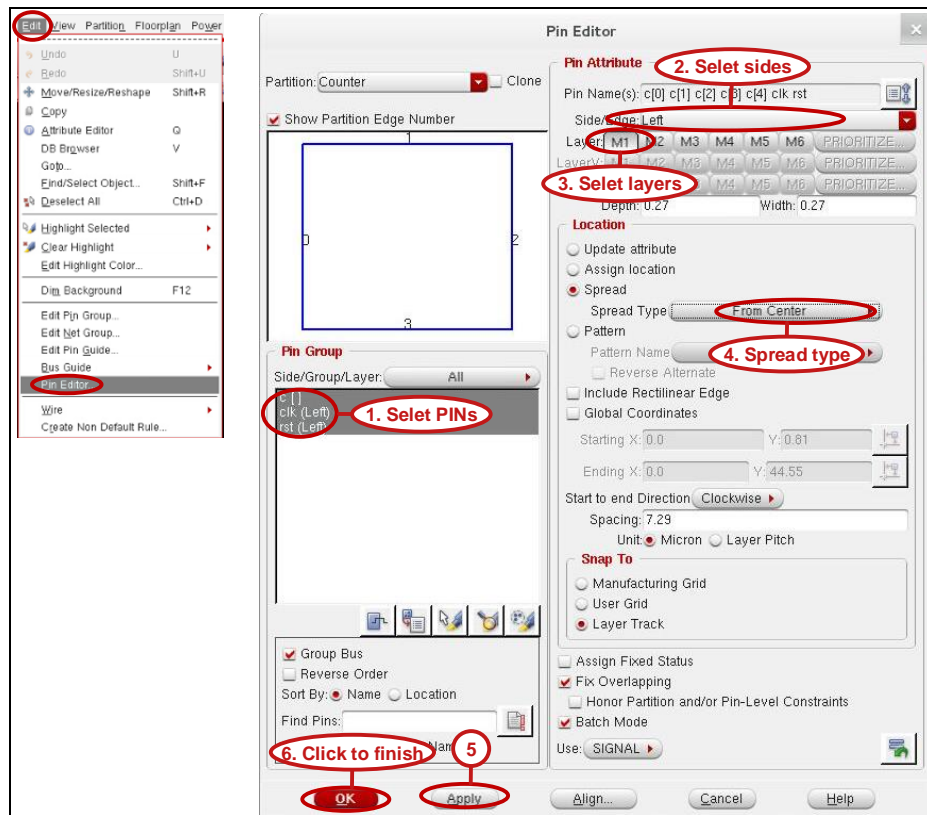 Edit View Partition Floorplan Power
Undo U
Redo Shift+U
Move/Resize/Reshape Shift+R
Copy
Attribute Editor Q
DB Browser V
Goto...
Find/Select Object... Shift+F
Deselect All Ctrl+D
Highlight Selected
Clear Highlight
Edit Highlight Color...
Dim Background F12
Edit Pin Group...
Edit Net Group...
Edit Pin Guide...
Bus Guide
Pin Editor...
Wire
Create Non Default Rule...
Pin Editor
Partition: Counter Clone
Show Partition Edge Number
1
0 2
3
Pin Group
Side/Group/Layer: All
c []
clk (Left)
rst (Left)
1. Selet PINs
Group Bus
Reverse Order
Sort By: Name Location
Find Pins:
6. Click to finish
5
Pin Attribute
2. Selet sides
Pin Name(s): c[0] c[1] c[2] c[3] c[4] clk rst
Side/Edge: Left
Layer: M1 M2 M3 M4 M5 M6 PRIORITIZE...
LayerV: M1 M2 M3 M4 M5 M6 PRIORITIZE...
3. Selet layers M3 M4 M5 M6 PRIORITIZE...
Depth: 0.27 Width: 0.27
Location
Update attribute
Assign location
Spread
Spread Type From Center
Pattern
Pattern Name 4. Spread type
Reverse Alternate
Include Rectilinear Edge
Global Coordinates
Starting X: 0.0 Y: 0.81
Ending X: 0.0 Y: 44.55
Start to end Direction Clockwise
Spacing: 7.29
Unit: Micron Layer Pitch
Snap To
Manufacturing Grid
User Grid
Layer Track
Assign Fixed Status
Fix Overlapping
Honor Partition and/or Pin-Level Constraints
Batch Mode
Use: SIGNAL
OK Apply Align... Cancel Help